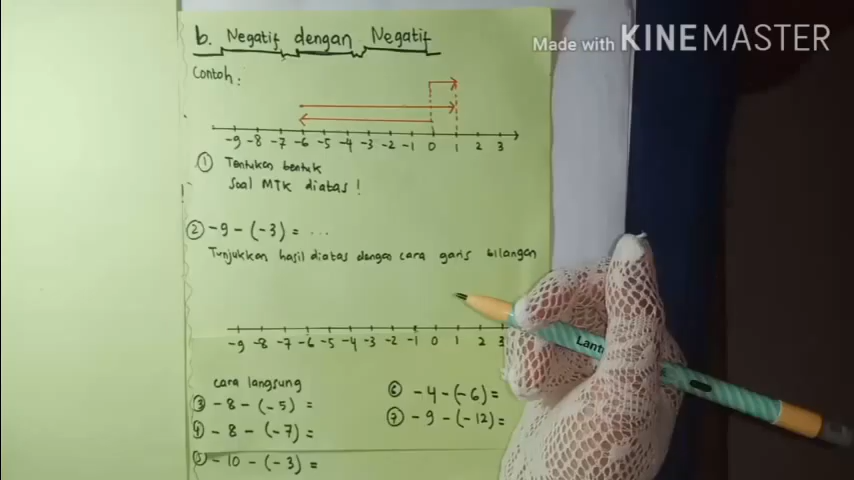 b. Negatif dengan Negatif
Made with KINEMASTER
Contoh:
-9 -8 -7 -6 -5 -4 -3 -2 -1 0 1 2 3
① Tentukan bentuk
Soal MTK diatas !
② -9 - (-3) = ...
Tunjukkan hasil diatas dengan cara garis bilangan
-9 -8 -7 -6 -5 -4 -3 -2 -1 0 1 2 3
Lant
cara langsung
③ -8 - (-5) =
④ -8 - (-7) =
⑤ -10 - (-3) =
⑥ -4 - (-6) =
⑦ -9 - (-12) =